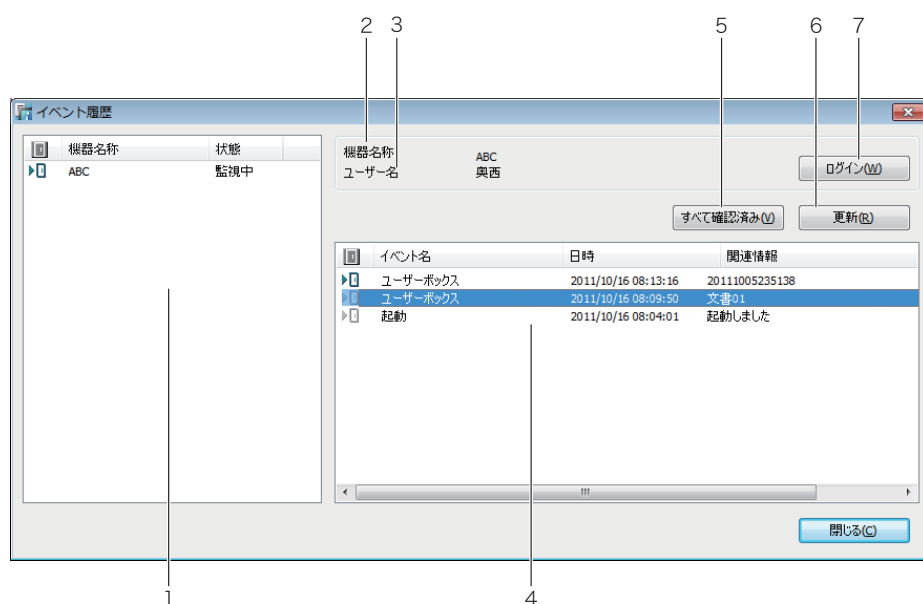 2 3 5 6 7
イベント履歴
機器名称 状態
ABC 監視中
機器名称 ABC
ユーザー名 奥西
ログイン(W)
すべて確認済み(V) 更新(R)
イベント名 日時 関連情報
ユーザーボックス 2011/10/16 08:13:16 20111005235138
ユーザーボックス 2011/10/16 08:09:50 文書01
起動 2011/10/16 08:04:01 起動しました
閉じる(C)
1 4